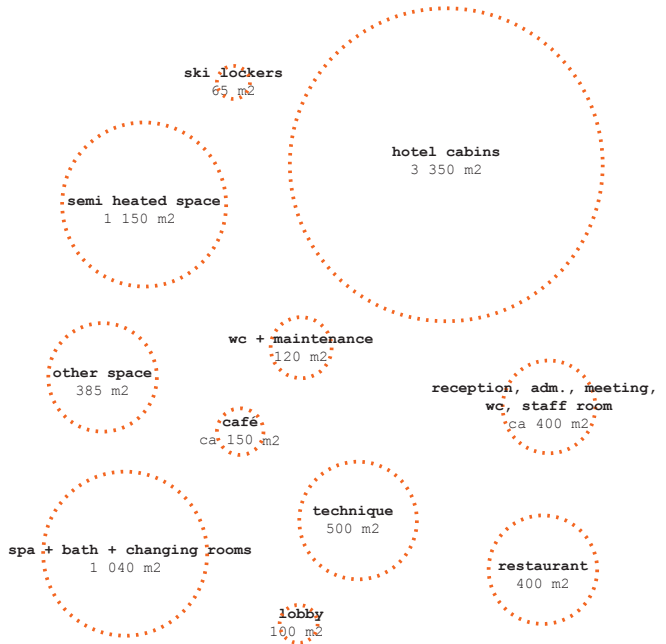 ski lockers
65 m2
hotel cabins
3 350 m2
semi heated space
1 150 m2
wc + maintenance
120 m2
other space
385 m2
reception, adm., meeting,
wc, staff room
ca 400 m2
café
ca 150 m2
technique
500 m2
spa + bath + changing rooms
1 040 m2
restaurant
400 m2
lobby
100 m2